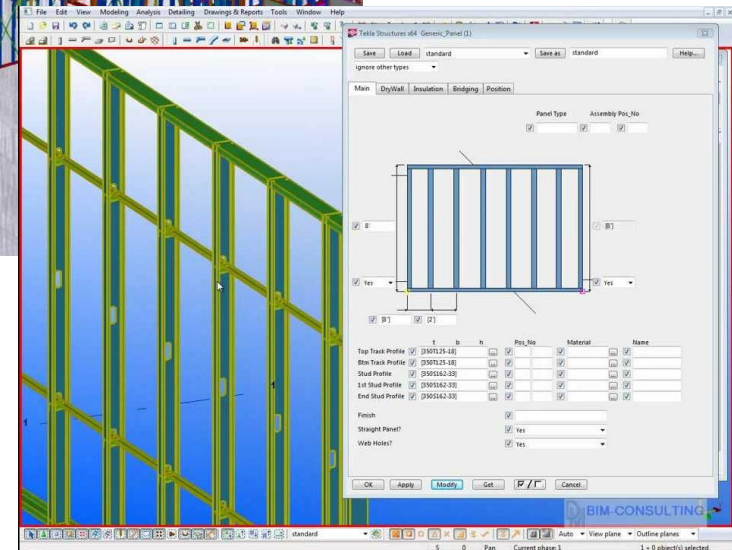 File Edit View Modeling Analysis Detailing Drawings & Reports Tools Window Help
Tekla Structures x64 Generic_Panel (1)
Save Load standard Save as standard Help...
ignore other types
Main DryWall Insulation Bridging Position
Panel Type Assembly Pos_No
8' [8']
Yes Yes
[8"] [2']
t b h Pos_No Material Name
Top Track Profile [350T125-18]
Btm Track Profile [350T125-18]
Stud Profile [350S162-33]
1st Stud Profile [350S162-33]
End Stud Profile [350S162-33]
Finish
Straight Panel? Yes
Web Holes? Yes
OK Apply Modify Get Cancel
1
1
BIM-CONSULTING
standard Auto View plane Outline planes
S 0 Pan Current phase: 1 1 + 0 object(s) selected